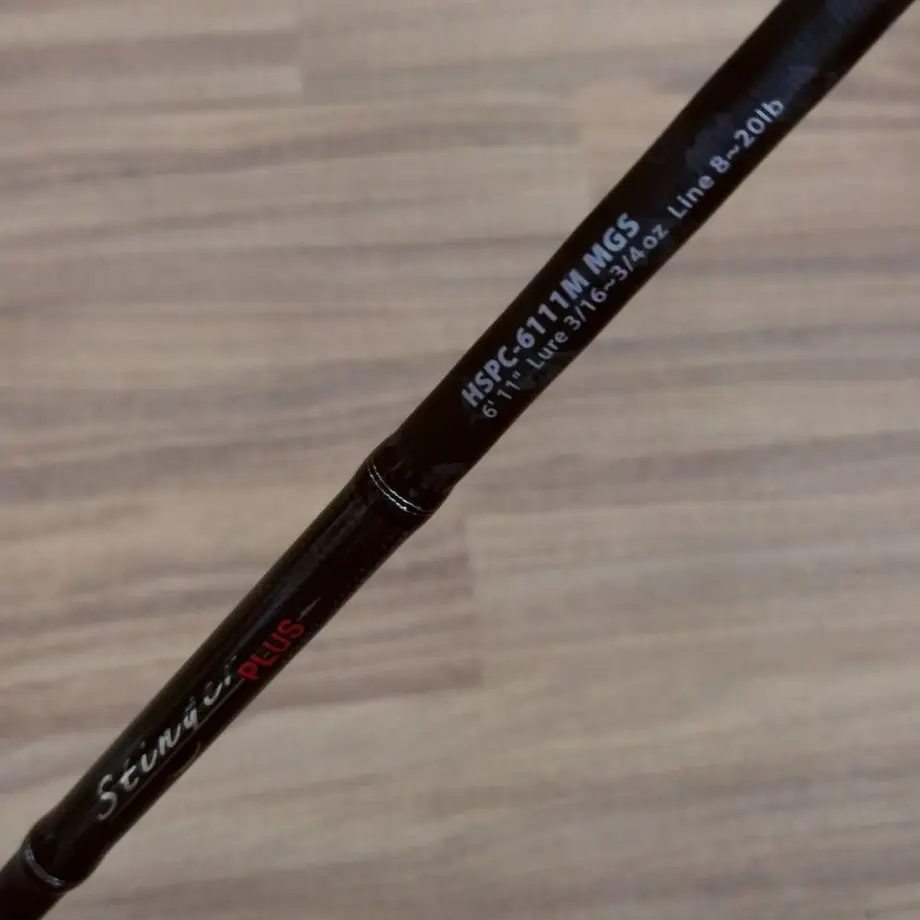 HSPC-6111M MGS
6'11" Lure 3/16~3/4oz Line 8~20lb
Stinger PLUS